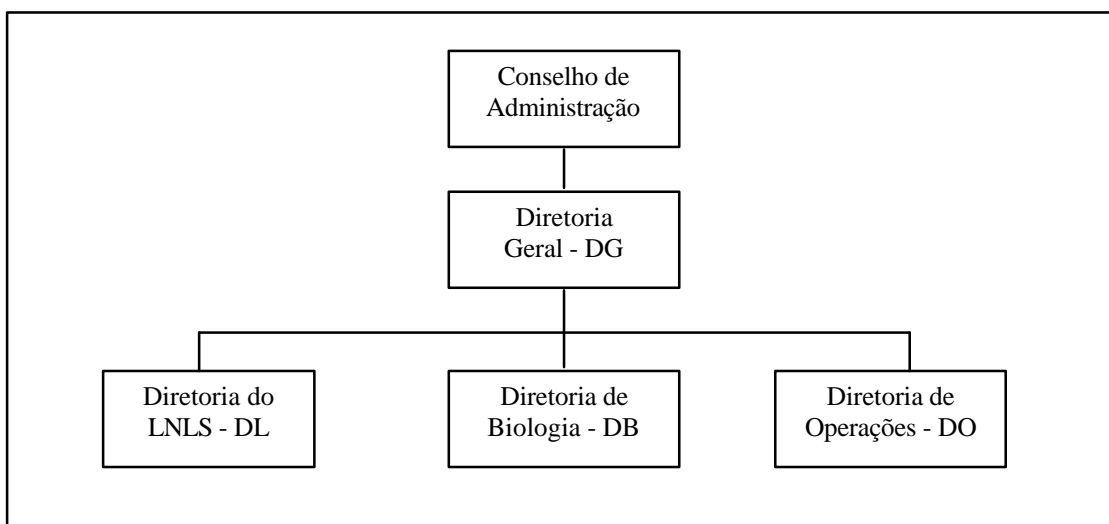 Conselho de
Administração
Diretoria
Geral - DG
Diretoria do
LNLS - DL
Diretoria de
Biologia - DB
Diretoria de
Operações - DO